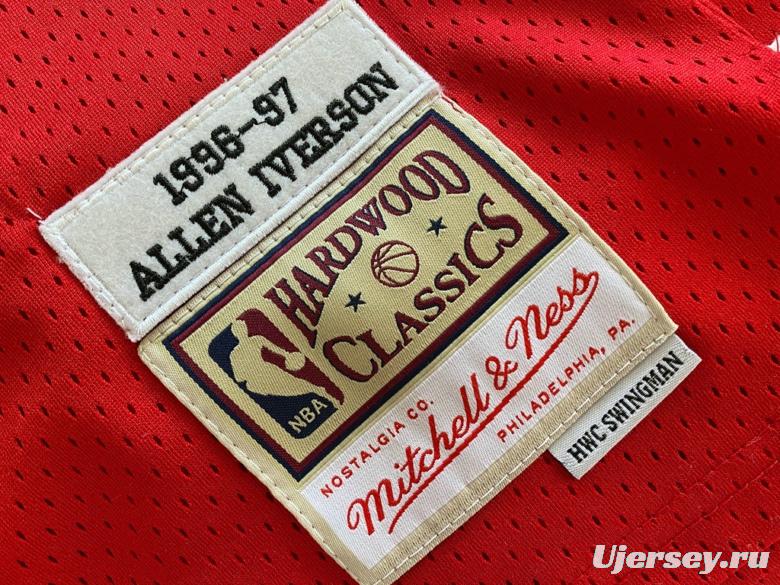 1996-97
ALLEN IVERSON
HARDWOOD
CLASSICS
NBA
NOSTALGIA CO.
Mitchell & Ness
PHILADELPHIA, PA.
HWC SWINGMAN
Ujersey.ru